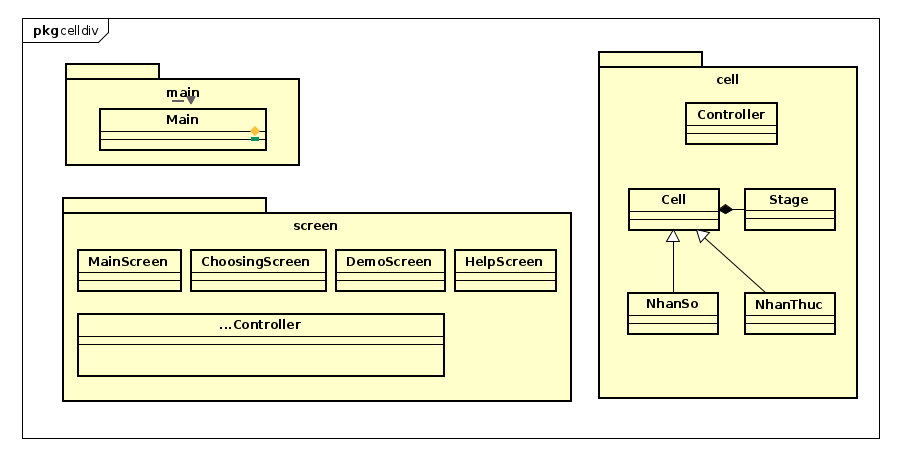 pkg celldiv
main
Main
screen
MainScreen
ChoosingScreen
DemoScreen
HelpScreen
...Controller
cell
Controller
Cell
Stage
NhanSo
NhanThuc